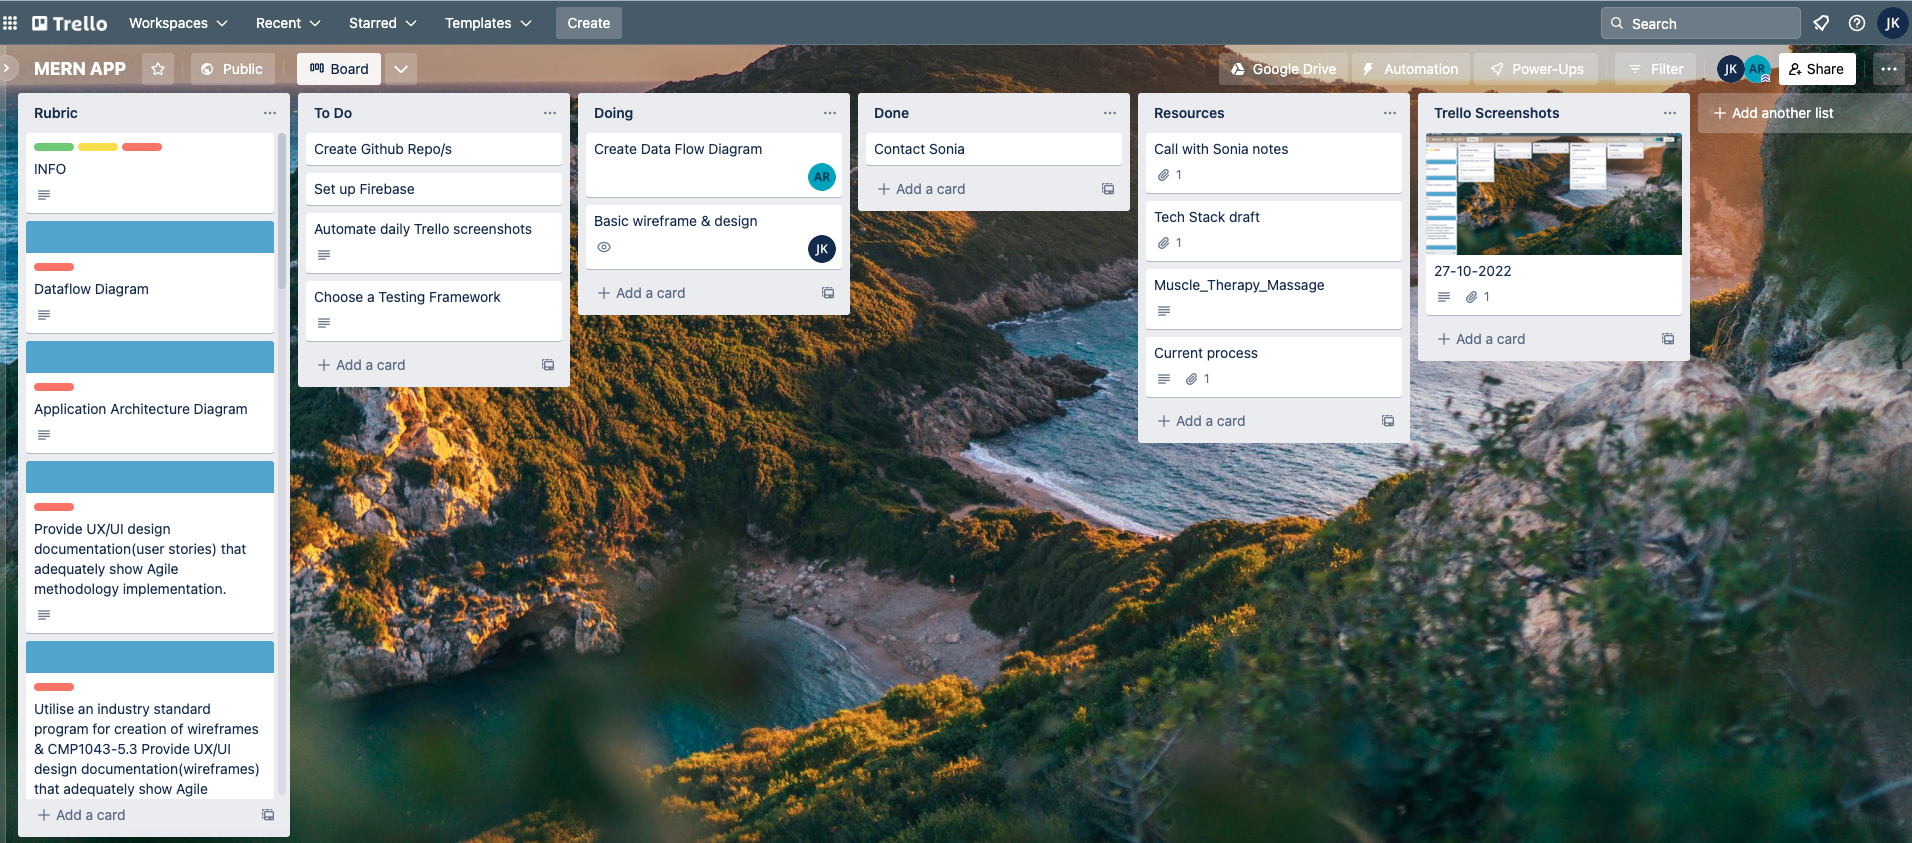 Trello
Workspaces
Recent
Starred
Templates
Create
Search
JK
MERN APP
Public
Board
Google Drive
Automation
Power-Ups
Filter
JK
AR
Share
Rubric
INFO
Dataflow Diagram
Application Architecture Diagram
Provide UX/UI design
documentation(user stories) that
adequately show Agile
methodology implementation.
Utilise an industry standard
program for creation of wireframes
& CMP1043-5.3 Provide UX/UI
design documentation(wireframes)
that adequately show Agile
+ Add a card
To Do
Create Github Repo/s
Set up Firebase
Automate daily Trello screenshots
Choose a Testing Framework
+ Add a card
Doing
Create Data Flow Diagram
AR
Basic wireframe & design
JK
+ Add a card
Done
Contact Sonia
+ Add a card
Resources
Call with Sonia notes
1
Tech Stack draft
1
Muscle_Therapy_Massage
Current process
1
+ Add a card
Trello Screenshots
27-10-2022
1
+ Add a card
+ Add another list